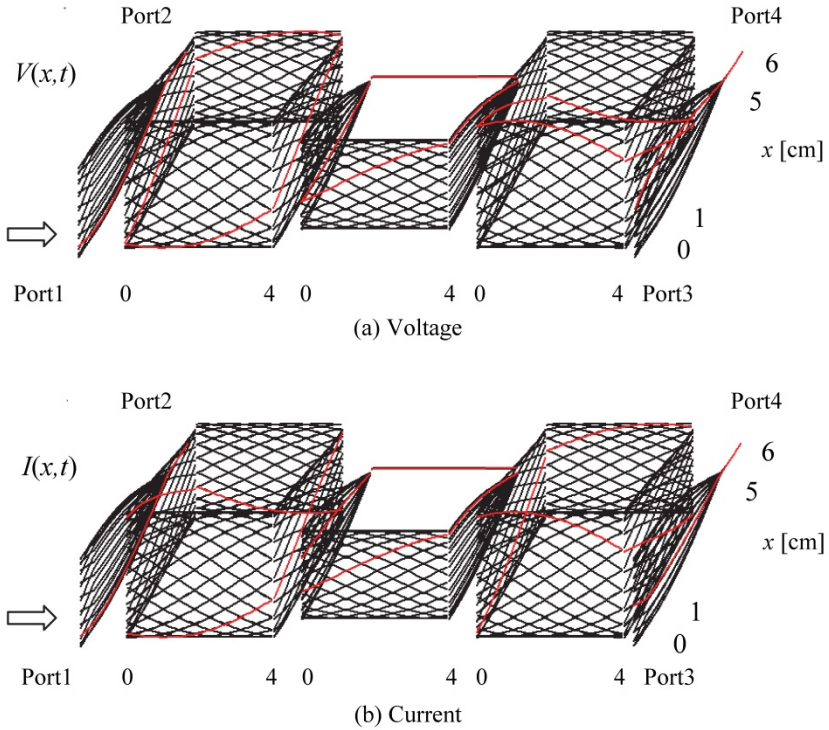 Port2 Port4
V(x,t) 6
5
x [cm]
1
0
Port1 0 4 0 4 0 4 Port3
(a) Voltage
Port2 Port4
I(x,t) 6
5
x [cm]
1
0
Port1 0 4 0 4 0 4 Port3
(b) Current